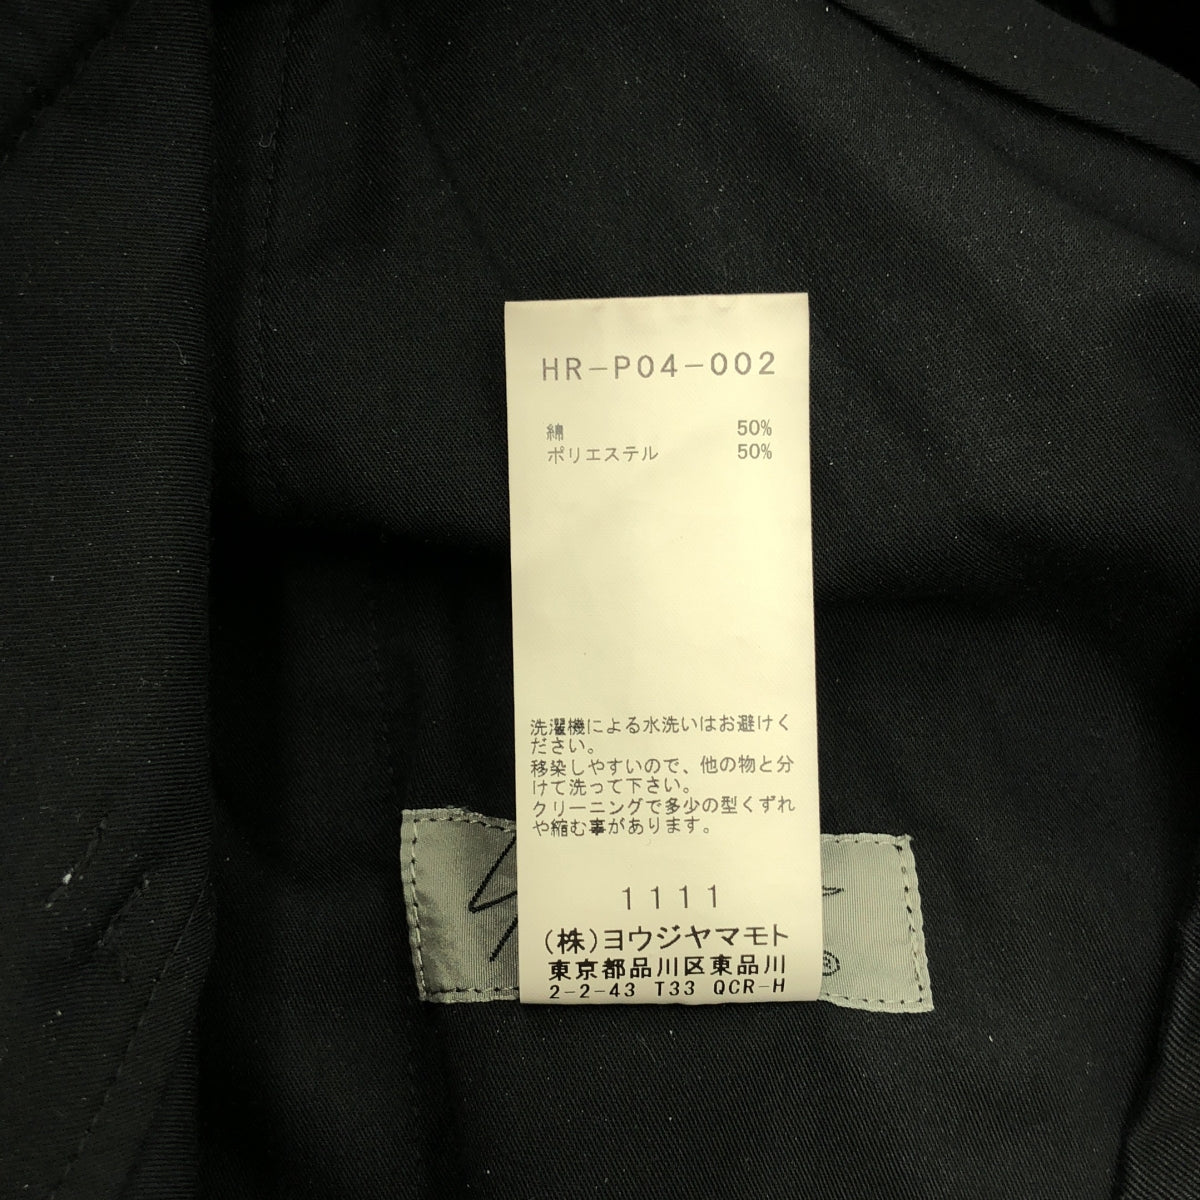 HR-P04-002
綿 50%
ポリエステル 50%
洗濯機による水洗いはお避けく
ださい。
移染しやすいので、他の物と分
けて洗って下さい。
クリーニングで多少の型くずれ
や縮む事があります。
1111
(株)ヨウジヤマモト
東京都品川区東品川
2-2-43 T33 QCR-H
®